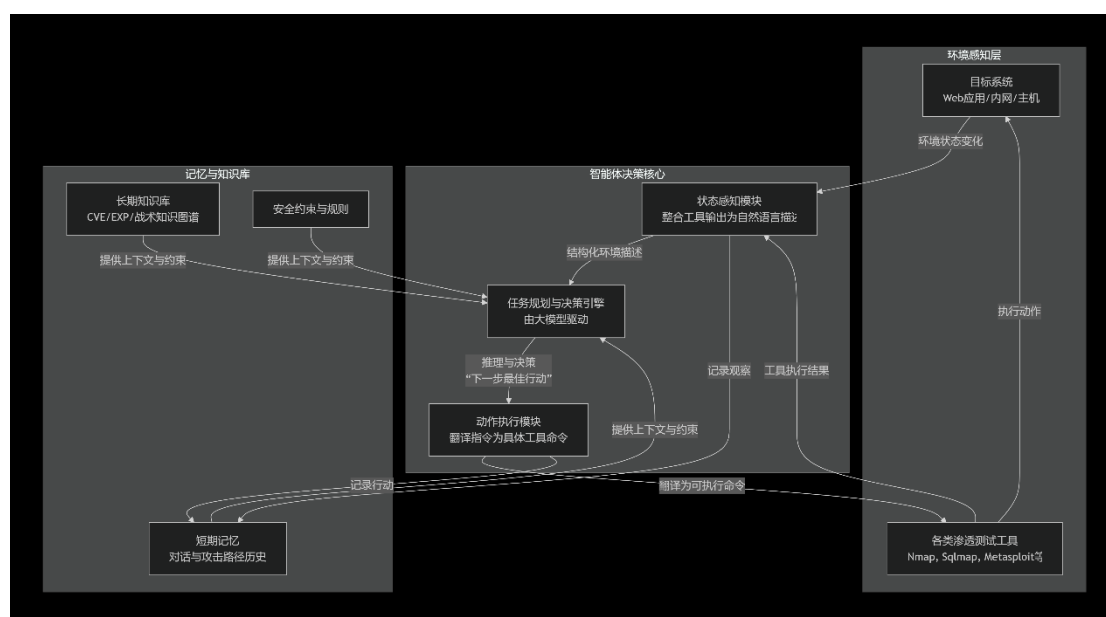 环境感知层
目标系统
Web应用/内网/主机
环境状态变化
记忆与知识库
长期知识库
CVE/EXP/战术知识图谱
安全约束与规则
提供上下文与约束
提供上下文与约束
智能体决策核心
状态感知模块
整合工具输出为自然语言描述
结构化环境描述
任务规划与决策引擎
由大模型驱动
推理与决策
“下一步最佳行动”
动作执行模块
翻译指令为具体工具命令
记录观察
工具执行结果
执行动作
提供上下文与约束
记录行动
翻译为可执行命令
短期记忆
对话与攻击路径历史
各类渗透测试工具
Nmap, Sqlmap, Metasploit等